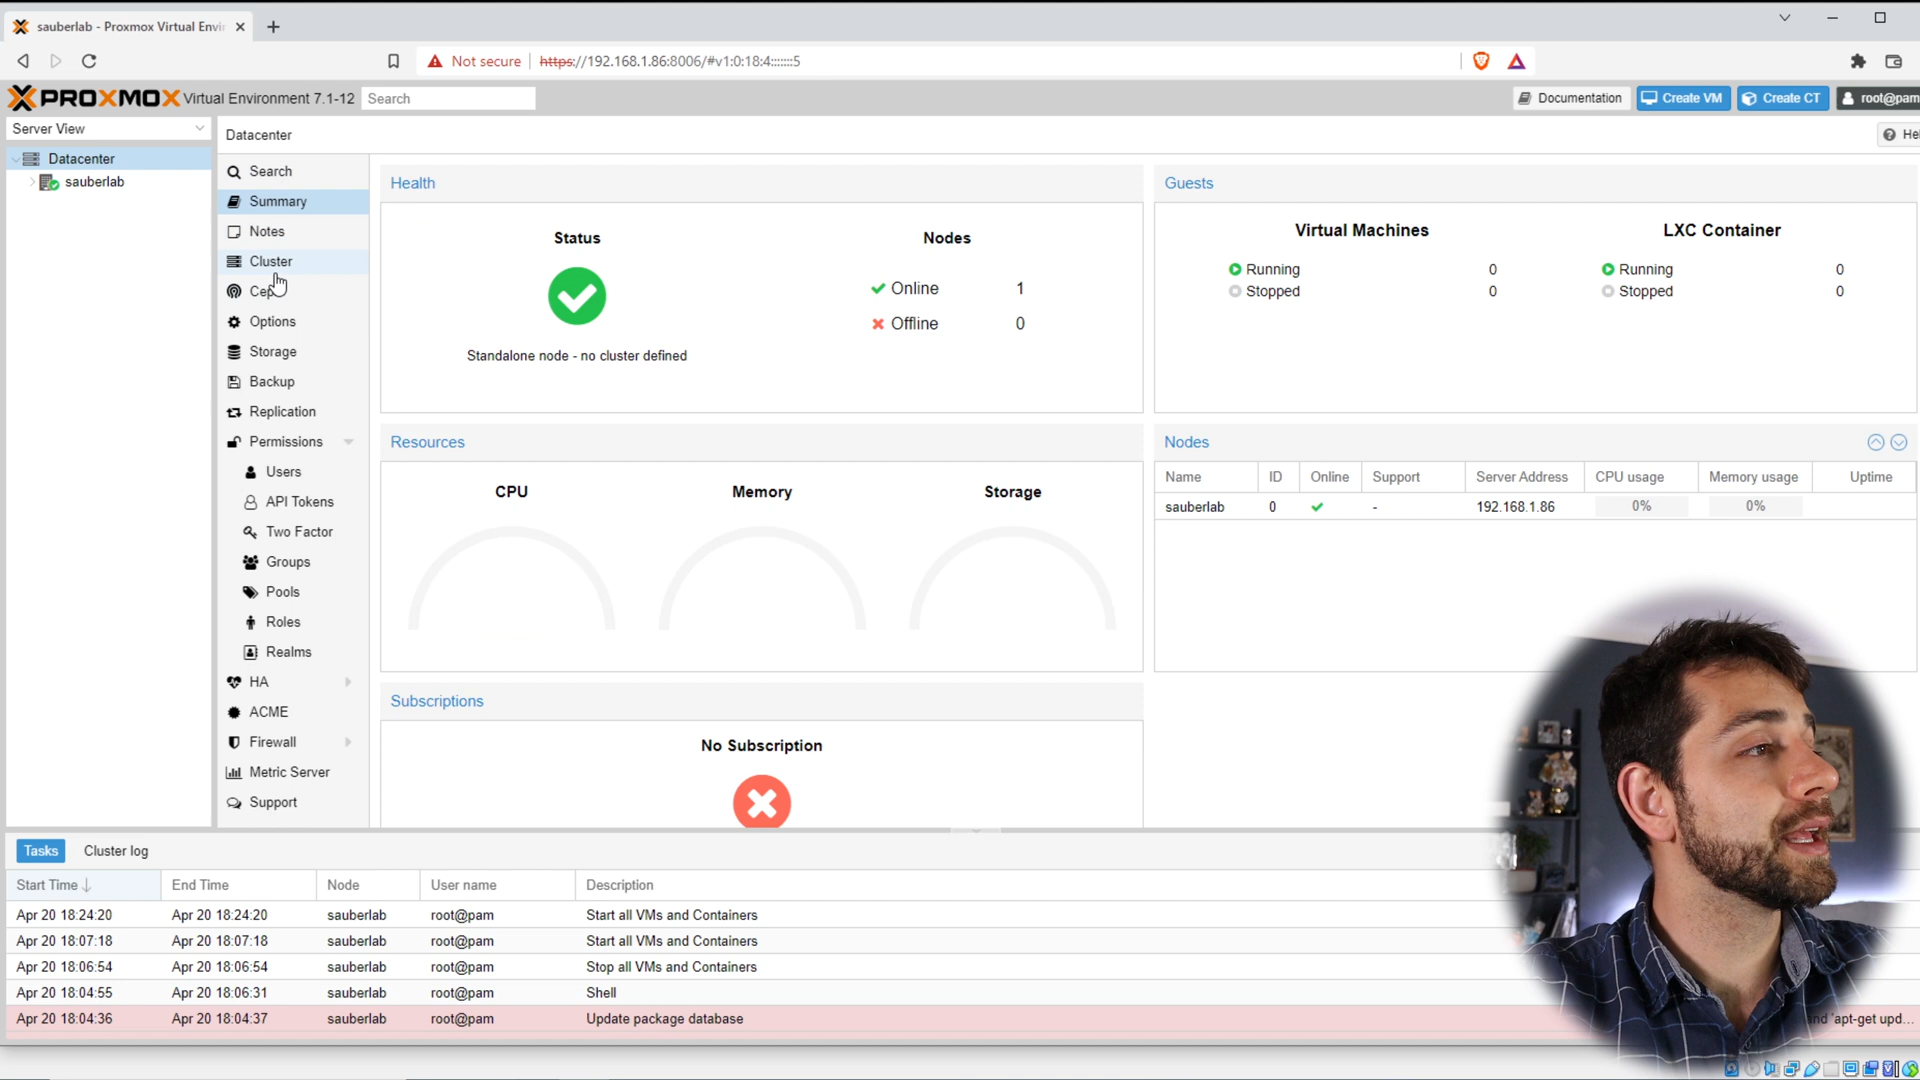 sauberlab - Proxmox Virtual Envi
Not secure https://192.168.1.86:8006/#v1:0:18:4:::::::5
PROXMOX Virtual Environment 7.1-12 Search Documentation Create VM Create CT root@pam
Server View
Datacenter
sauberlab
Datacenter
Search
Summary
Notes
Cluster
Options
Storage
Backup
Replication
Permissions
Users
API Tokens
Two Factor
Groups
Pools
Roles
Realms
HA
ACME
Firewall
Metric Server
Support
Health
Status
Standalone node - no cluster defined
Nodes
Online 1
Offline 0
Guests
Virtual Machines
Running 0
Stopped 0
LXC Container
Running 0
Stopped 0
Resources
CPU Memory Storage
Nodes
Name ID Online Support Server Address CPU usage Memory usage Uptime
sauberlab 0 - 192.168.1.86 0% 0%
Subscriptions
No Subscription
Tasks Cluster log
Start Time End Time Node User name Description
Apr 20 18:24:20 Apr 20 18:24:20 sauberlab root@pam Start all VMs and Containers
Apr 20 18:07:18 Apr 20 18:07:18 sauberlab root@pam Start all VMs and Containers
Apr 20 18:06:54 Apr 20 18:06:54 sauberlab root@pam Stop all VMs and Containers
Apr 20 18:04:55 Apr 20 18:06:31 sauberlab root@pam Shell
Apr 20 18:04:36 Apr 20 18:04:37 sauberlab root@pam Update package database 'apt-get upd...